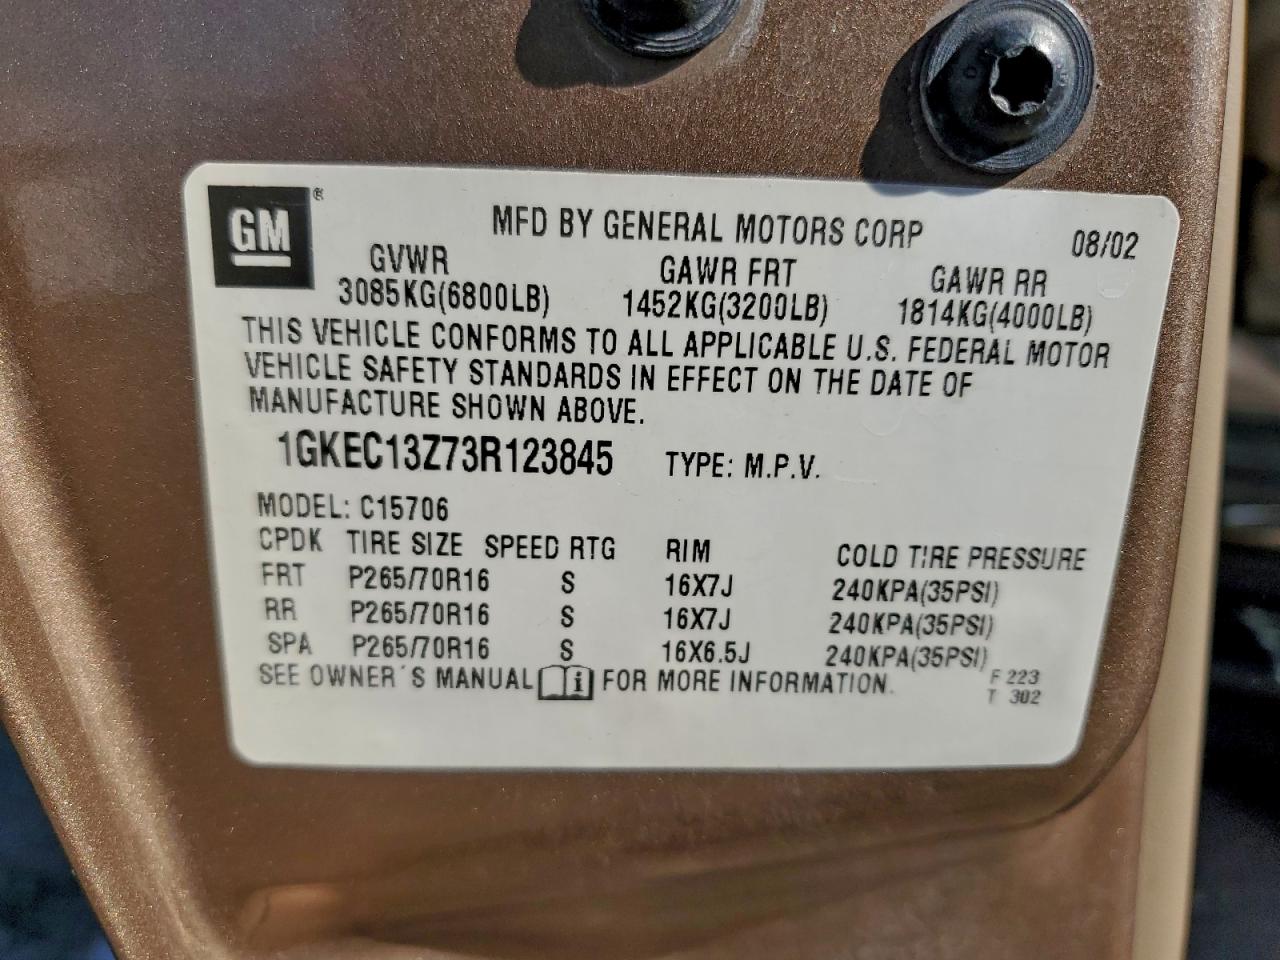 GM ®
MFD BY GENERAL MOTORS CORP 08/02
GVWR GAWR FRT GAWR RR
3085KG(6800LB) 1452KG(3200LB) 1814KG(4000LB)
THIS VEHICLE CONFORMS TO ALL APPLICABLE U.S. FEDERAL MOTOR
VEHICLE SAFETY STANDARDS IN EFFECT ON THE DATE OF
MANUFACTURE SHOWN ABOVE.
1GKEC13Z73R123845 TYPE: M.P.V.
MODEL: C15706
CPDK TIRE SIZE SPEED RTG RIM COLD TIRE PRESSURE
FRT P265/70R16 S 16X7J 240KPA(35PSI)
RR P265/70R16 S 16X7J 240KPA(35PSI)
SPA P265/70R16 S 16X6.5J 240KPA(35PSI)
SEE OWNER´S MANUAL i FOR MORE INFORMATION.
F 223
T 302